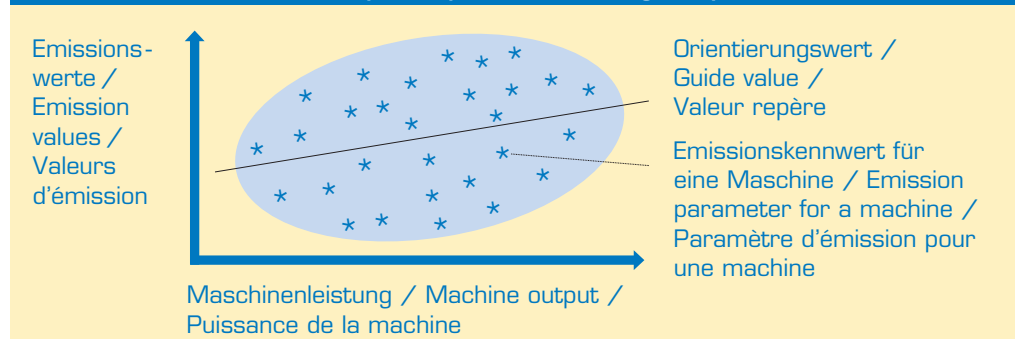 Emissions-
werte /
Emission
values /
Valeurs
d'émission
Orientierungswert /
Guide value /
Valeur repère
Emissionskennwert für
eine Maschine / Emission
parameter for a machine /
Paramètre d'émission pour
une machine
Maschinenleistung / Machine output /
Puissance de la machine